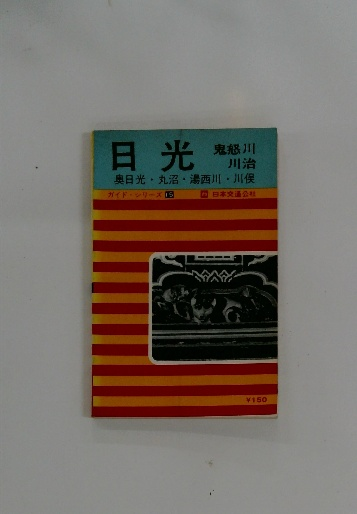 日光 鬼怒川
川治
奥日光・丸沼・湯西川・川俣
ガイド・シリーズ 15 日本交通公社
¥150